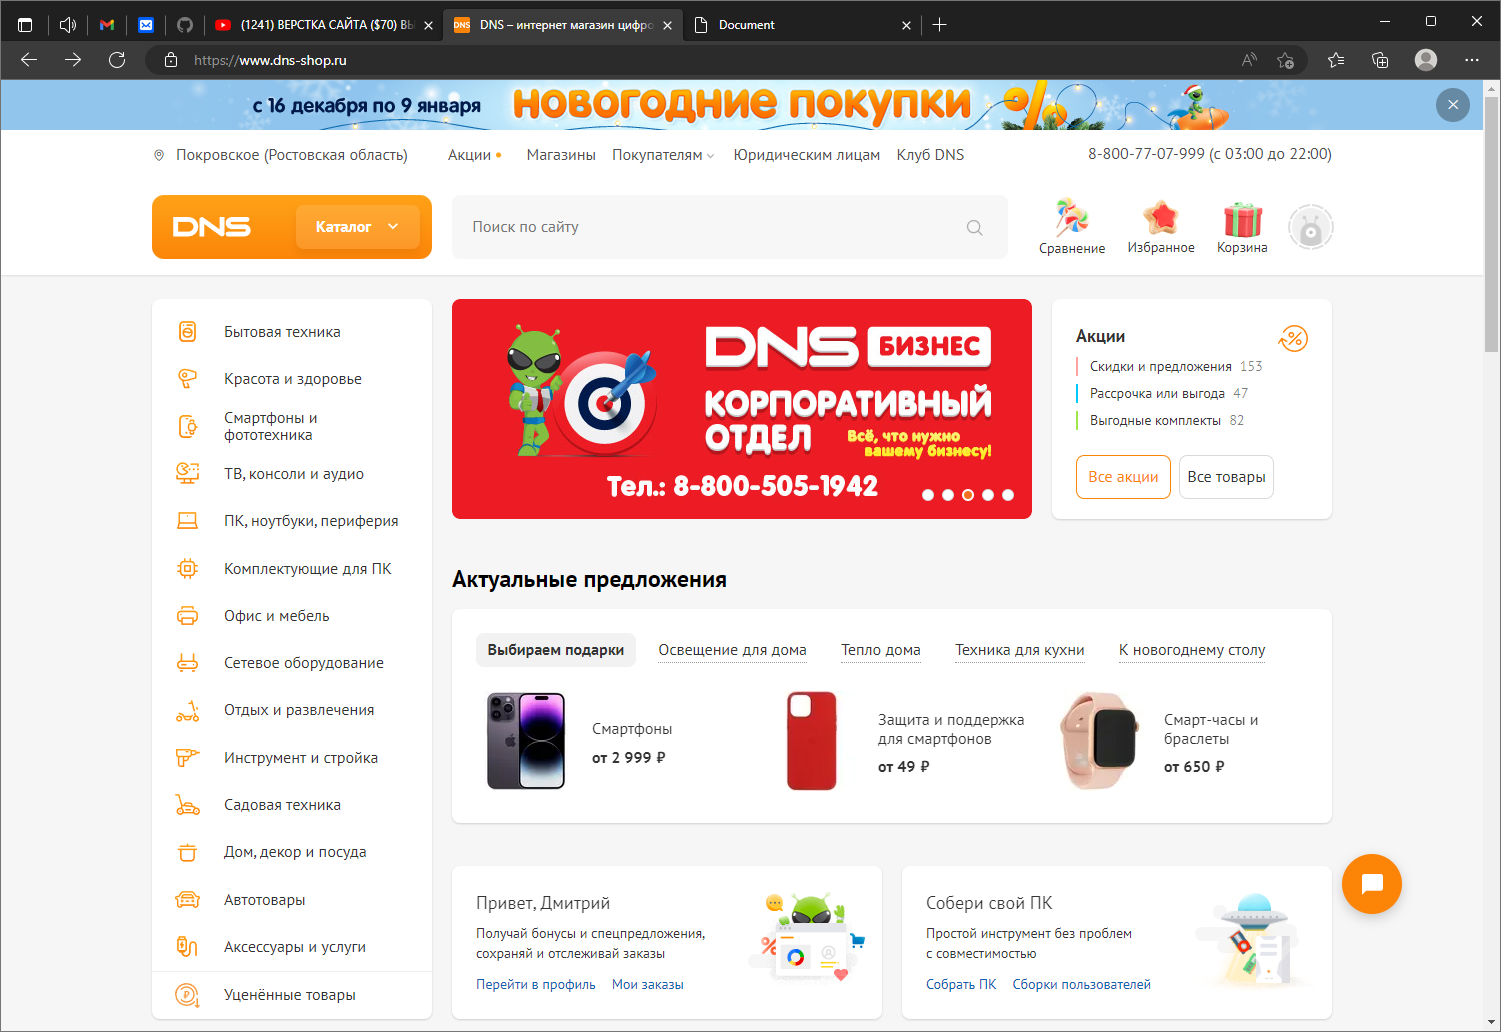 (1241) ВЕРСТКА САЙТА ($70)
DNS – интернет магазин цифро
Document
https://www.dns-shop.ru
с 16 декабря по 9 января
НОВОГОДНИЕ ПОКУПКИ
Покровское (Ростовская область)
Акции
Магазины
Покупателям
Юридическим лицам
Клуб DNS
8-800-77-07-999 (с 03:00 до 22:00)
DNS
Каталог
Поиск по сайту
Сравнение
Избранное
Корзина
Бытовая техника
Красота и здоровье
Смартфоны и
фототехника
ТВ, консоли и аудио
ПК, ноутбуки, периферия
Комплектующие для ПК
Офис и мебель
Сетевое оборудование
Отдых и развлечения
Инструмент и стройка
Садовая техника
Дом, декор и посуда
Автотовары
Аксессуары и услуги
Уценённые товары
DNS БИЗНЕС
КОРПОРАТИВНЫЙ
ОТДЕЛ
Всё, что нужно
вашему бизнесу!
Тел.: 8-800-505-1942
Акции
Скидки и предложения 153
Рассрочка или выгода 47
Выгодные комплекты 82
Все акции
Все товары
Актуальные предложения
Выбираем подарки
Освещение для дома
Тепло дома
Техника для кухни
К новогоднему столу
Смартфоны
от 2 999 ₽
Защита и поддержка
для смартфонов
от 49 ₽
Смарт-часы и
браслеты
от 650 ₽
Привет, Дмитрий
Получай бонусы и спецпредложения,
сохраняй и отслеживай заказы
Перейти в профиль
Мои заказы
Собери свой ПК
Простой инструмент без проблем
с совместимостью
Собрать ПК
Сборки пользователей